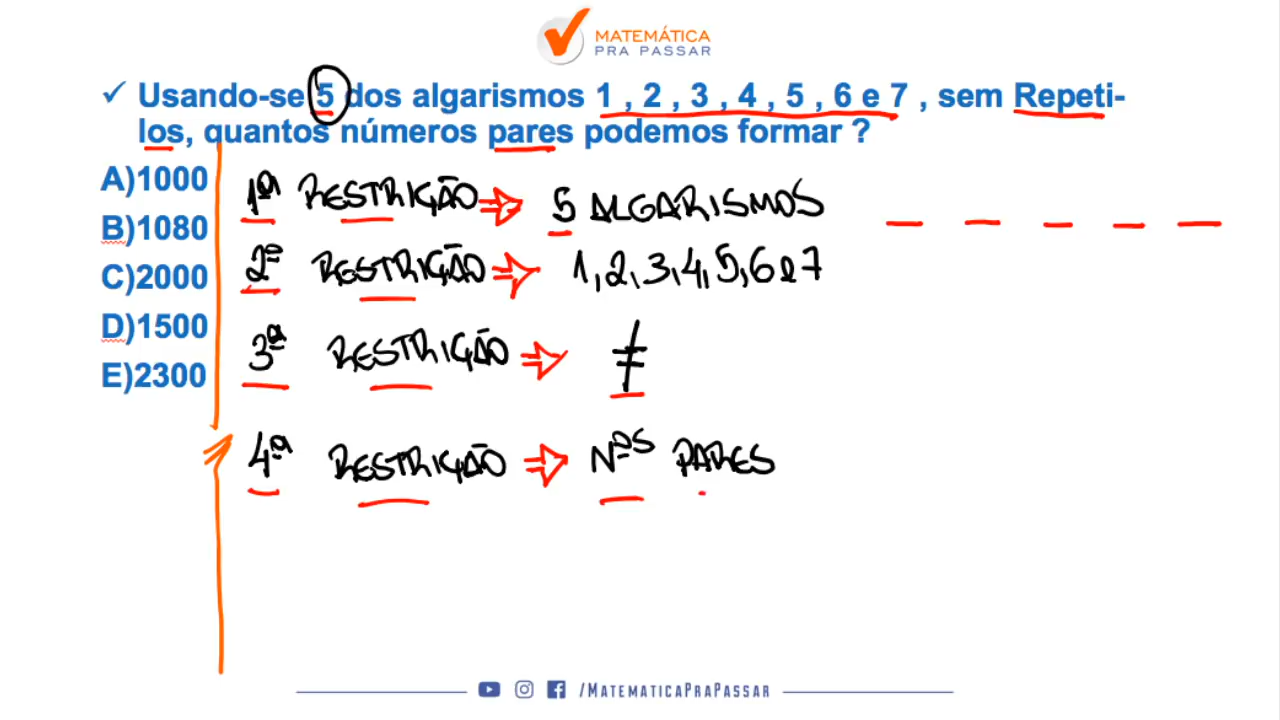 MATEMÁTICA
PRA PASSAR
✓ Usando-se 5 dos algarismos 1 , 2 , 3 , 4 , 5 , 6 e 7 , sem Repeti-
los, quantos números pares podemos formar ?
A)1000
B)1080
C)2000
D)1500
E)2300
1ª RESTRIÇÃO ⇒ 5 ALGARISMOS _ _ _ _ _
2ª RESTRIÇÃO ⇒ 1,2,3,4,5,6 e 7
3ª RESTRIÇÃO ⇒ ≠
4ª RESTRIÇÃO ⇒ Nºs PARES
/MATEMATICAPRAPASSAR